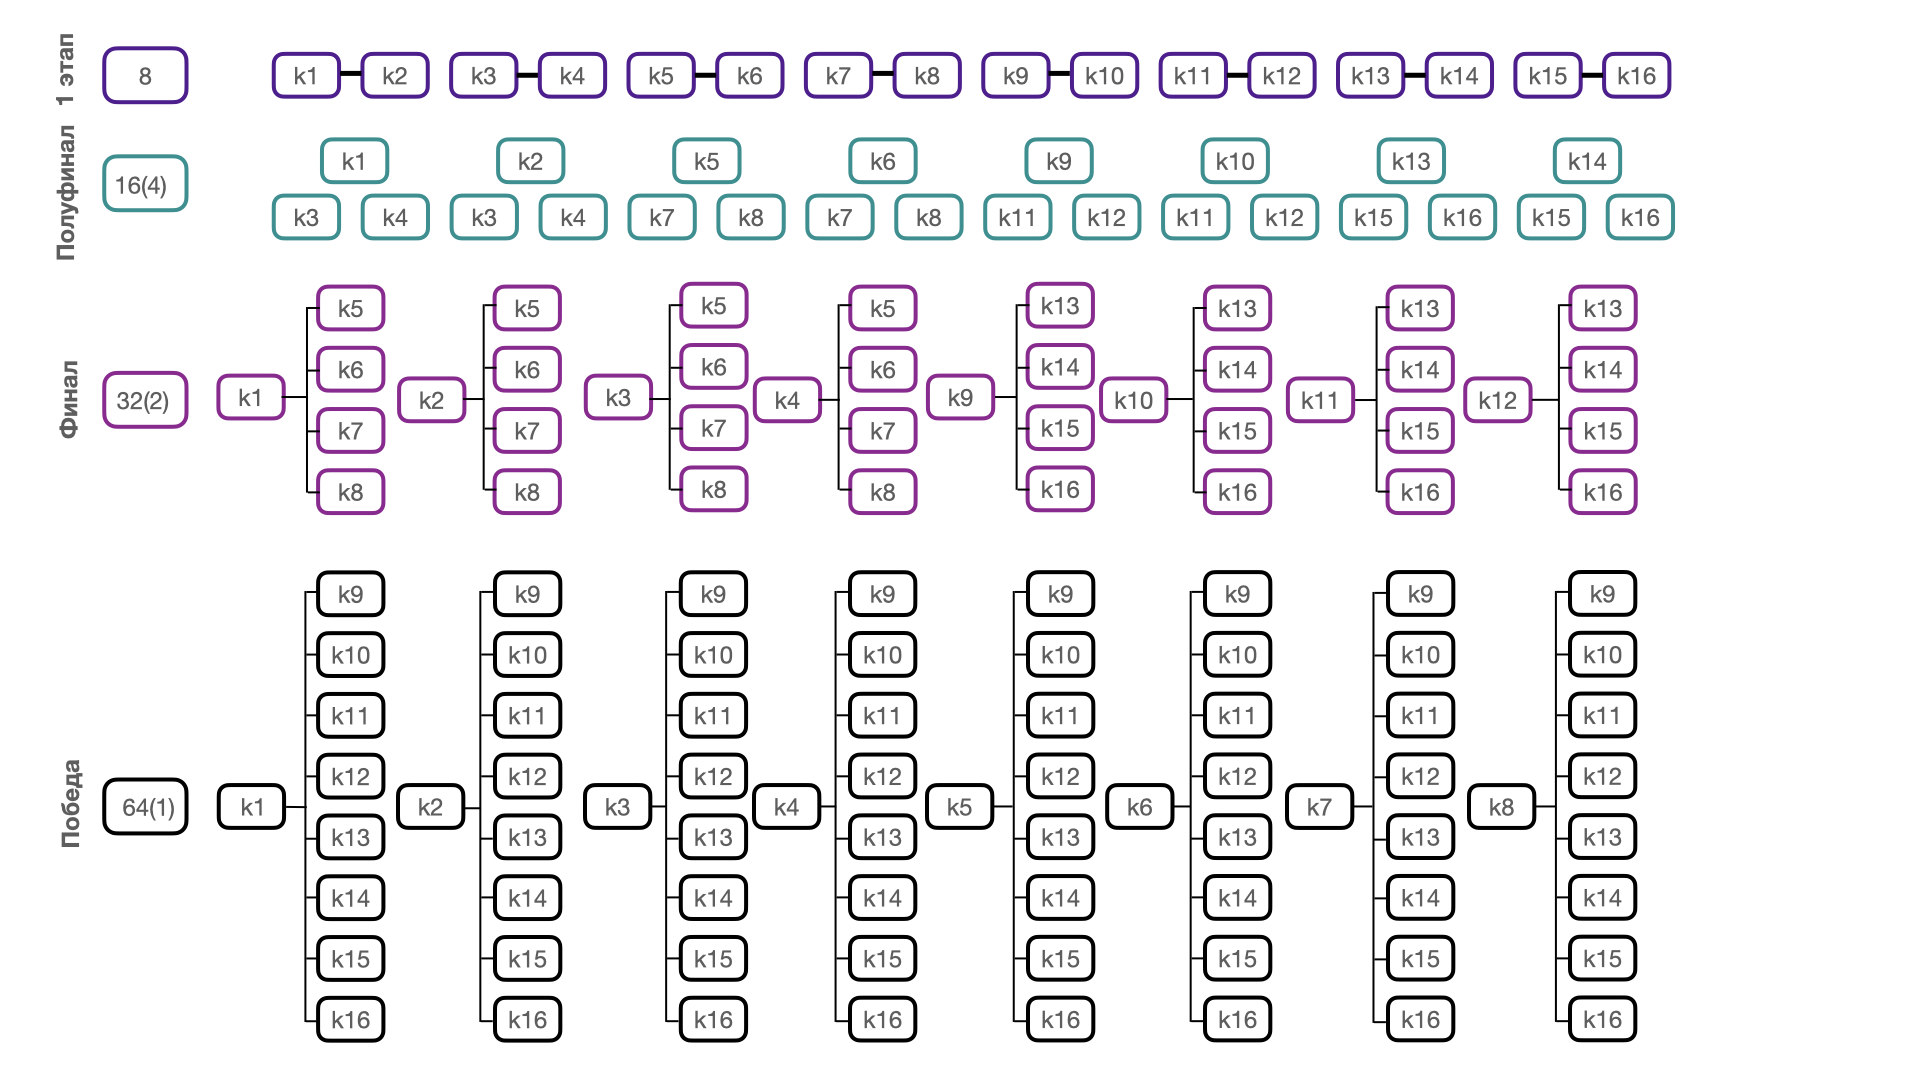 1 этап
8
k1 k2 k3 k4 k5 k6 k7 k8 k9 k10 k11 k12 k13 k14 k15 k16
Полуфинал
16(4)
k1 k2 k5 k6 k9 k10 k13 k14
k3 k4 k3 k4 k7 k8 k7 k8 k11 k12 k11 k12 k15 k16 k15 k16
Финал
32(2)
k5 k5 k5 k5 k13 k13 k13 k13
k6 k6 k6 k6 k14 k14 k14 k14
k1 k2 k3 k4 k9 k10 k11 k12
k7 k7 k7 k7 k15 k15 k15 k15
k8 k8 k8 k8 k16 k16 k16 k16
Победа
64(1)
k9 k9 k9 k9 k9 k9 k9 k9
k10 k10 k10 k10 k10 k10 k10 k10
k11 k11 k11 k11 k11 k11 k11 k11
k12 k12 k12 k12 k12 k12 k12 k12
k1 k2 k3 k4 k5 k6 k7 k8
k13 k13 k13 k13 k13 k13 k13 k13
k14 k14 k14 k14 k14 k14 k14 k14
k15 k15 k15 k15 k15 k15 k15 k15
k16 k16 k16 k16 k16 k16 k16 k16